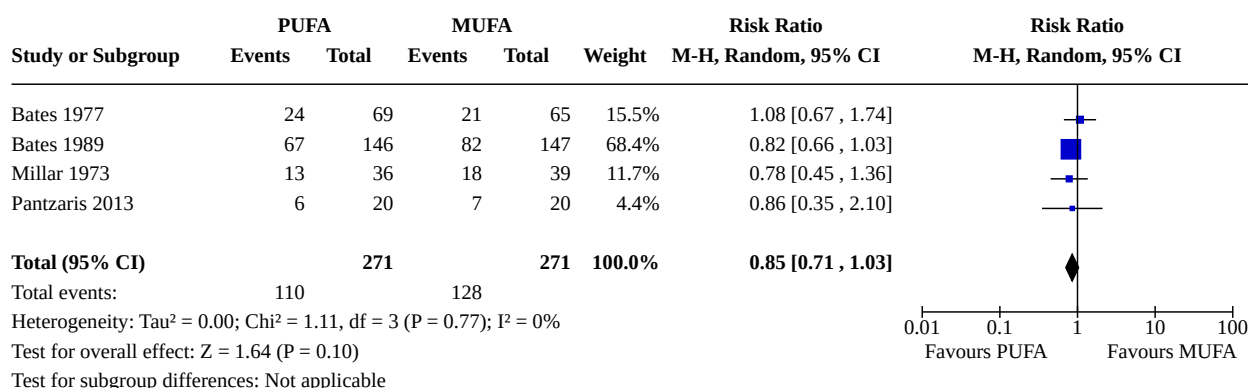 PUFA MUFA Risk Ratio Risk Ratio
Study or Subgroup Events Total Events Total Weight M-H, Random, 95% CI M-H, Random, 95% CI
Bates 1977 24 69 21 65 15.5% 1.08 [0.67 , 1.74]
Bates 1989 67 146 82 147 68.4% 0.82 [0.66 , 1.03]
Millar 1973 13 36 18 39 11.7% 0.78 [0.45 , 1.36]
Pantzaris 2013 6 20 7 20 4.4% 0.86 [0.35 , 2.10]
Total (95% CI) 271 271 100.0% 0.85 [0.71 , 1.03]
Total events: 110 128
Heterogeneity: Tau² = 0.00; Chi² = 1.11, df = 3 (P = 0.77); I² = 0%
0.01 0.1 1 10 100
Test for overall effect: Z = 1.64 (P = 0.10) Favours PUFA Favours MUFA
Test for subgroup differences: Not applicable